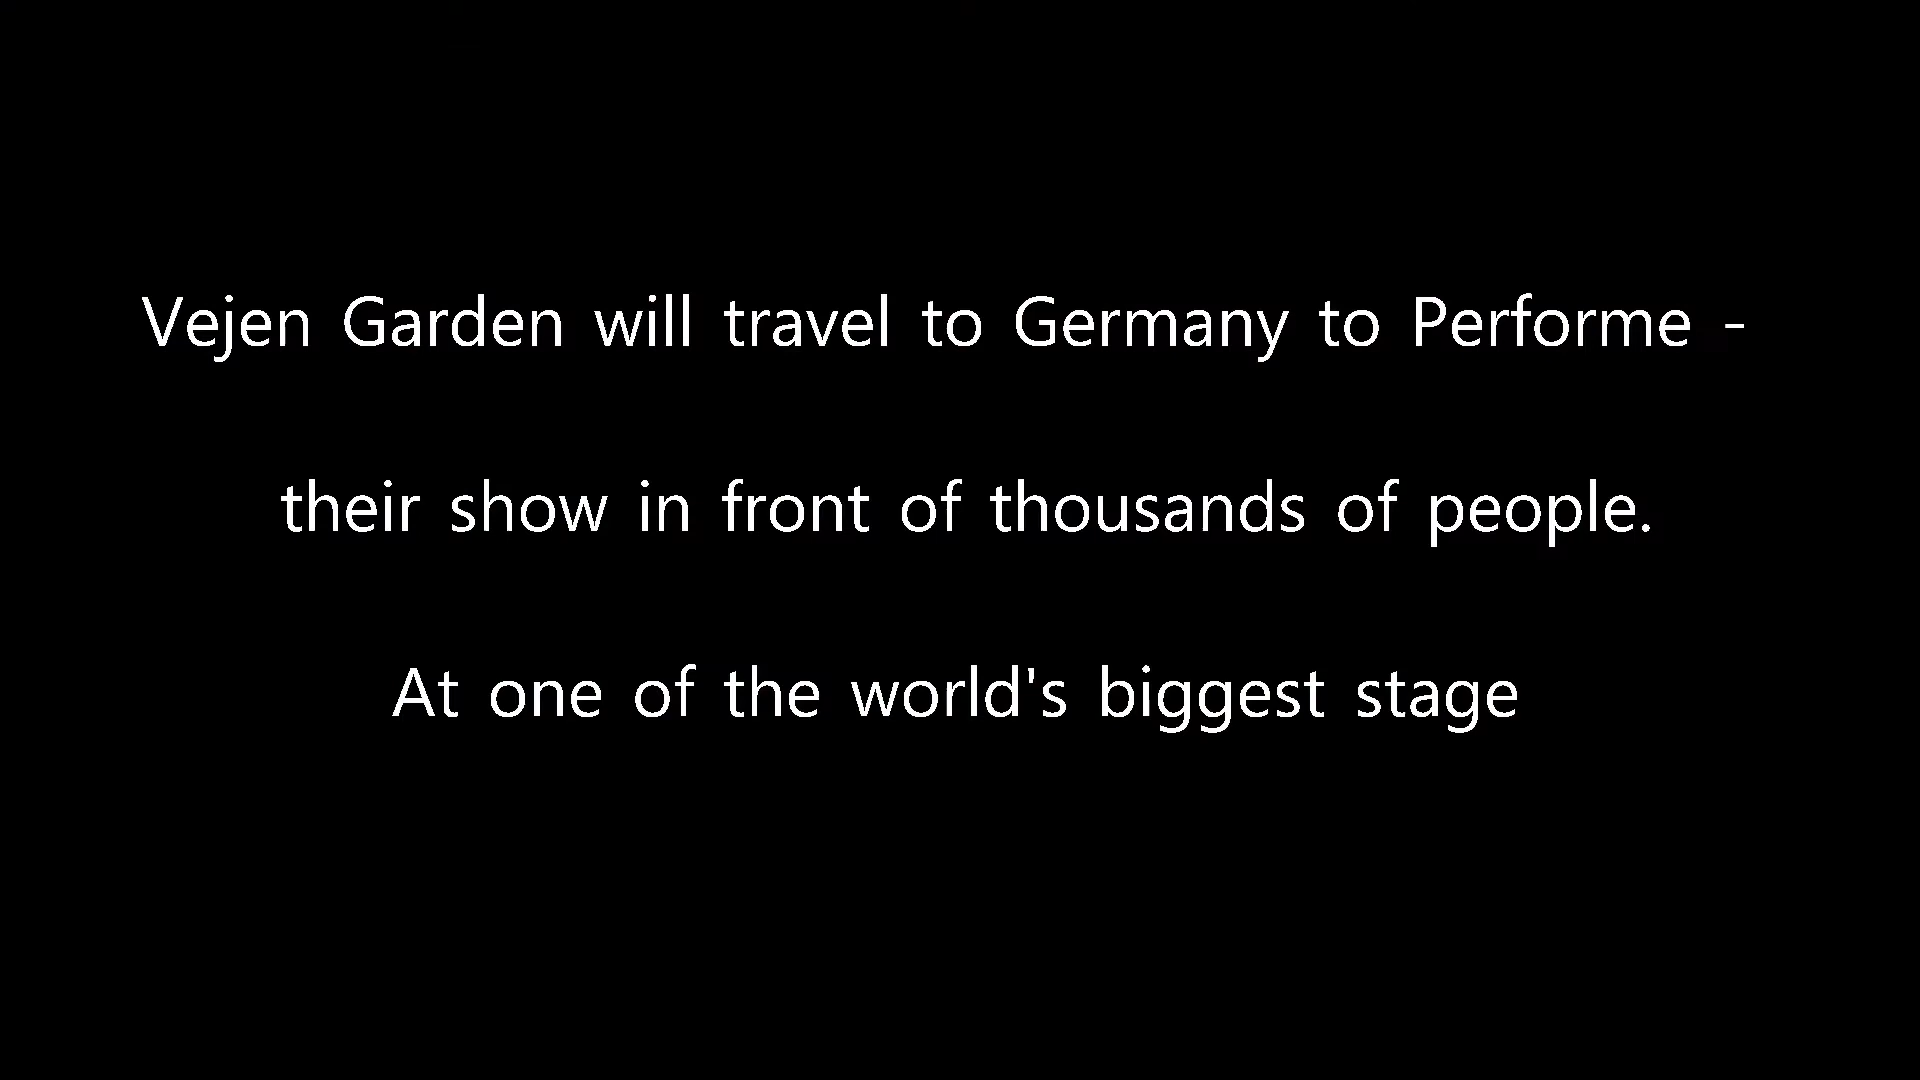 Vejen Garden will travel to Germany to Performe -
their show in front of thousands of people.
At one of the world's biggest stage